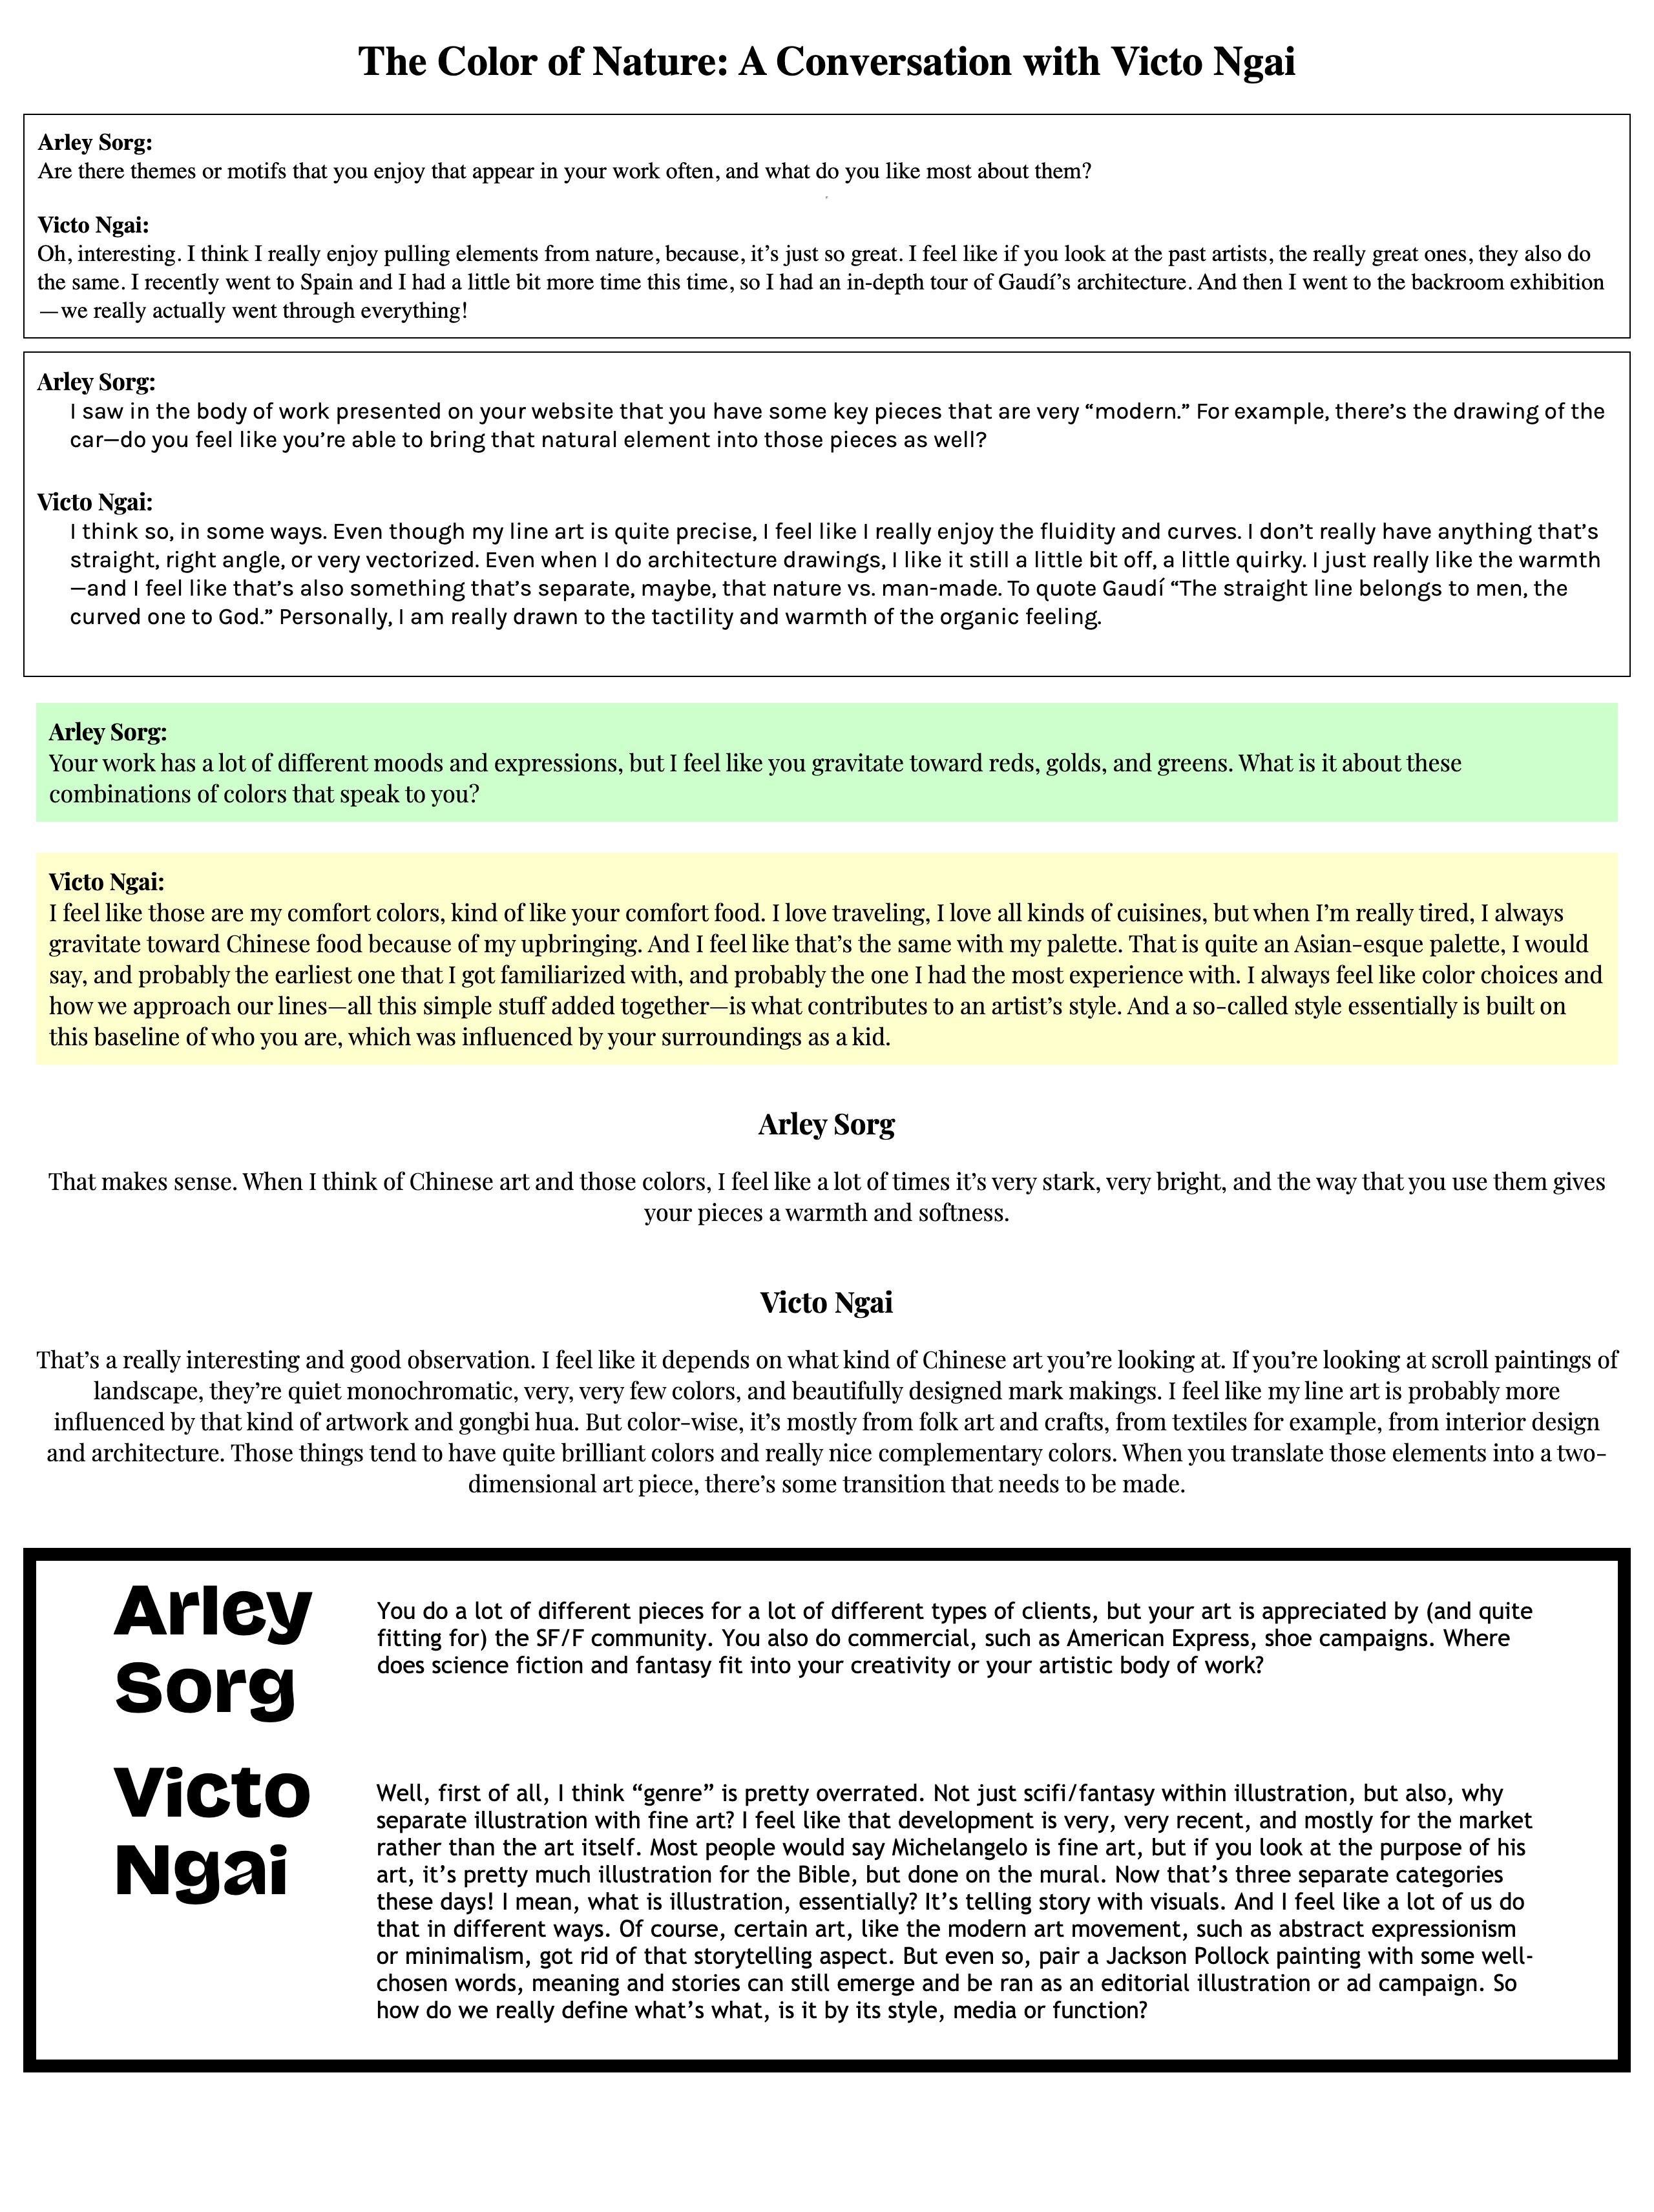 The Color of Nature: A Conversation with Victo Ngai
Arley Sorg:
Are there themes or motifs that you enjoy that appear in your work often, and what do you like most about them?
Victo Ngai:
Oh, interesting. I think I really enjoy pulling elements from nature, because, it’s just so great. I feel like if you look at the past artists, the really great ones, they also do
the same. I recently went to Spain and I had a little bit more time this time, so I had an in-depth tour of Gaudí’s architecture. And then I went to the backroom exhibition
—we really actually went through everything!
Arley Sorg:
I saw in the body of work presented on your website that you have some key pieces that are very “modern.” For example, there’s the drawing of the
car—do you feel like you’re able to bring that natural element into those pieces as well?
Victo Ngai:
I think so, in some ways. Even though my line art is quite precise, I feel like I really enjoy the fluidity and curves. I don’t really have anything that’s
straight, right angle, or very vectorized. Even when I do architecture drawings, I like it still a little bit off, a little quirky. I just really like the warmth
—and I feel like that’s also something that’s separate, maybe, that nature vs. man-made. To quote Gaudí “The straight line belongs to men, the
curved one to God.” Personally, I am really drawn to the tactility and warmth of the organic feeling.
Arley Sorg:
Your work has a lot of different moods and expressions, but I feel like you gravitate toward reds, golds, and greens. What is it about these
combinations of colors that speak to you?
Victo Ngai:
I feel like those are my comfort colors, kind of like your comfort food. I love traveling, I love all kinds of cuisines, but when I’m really tired, I always
gravitate toward Chinese food because of my upbringing. And I feel like that’s the same with my palette. That is quite an Asian-esque palette, I would
say, and probably the earliest one that I got familiarized with, and probably the one I had the most experience with. I always feel like color choices and
how we approach our lines—all this simple stuff added together—is what contributes to an artist’s style. And a so-called style essentially is built on
this baseline of who you are, which was influenced by your surroundings as a kid.
Arley Sorg
That makes sense. When I think of Chinese art and those colors, I feel like a lot of times it’s very stark, very bright, and the way that you use them gives
your pieces a warmth and softness.
Victo Ngai
That’s a really interesting and good observation. I feel like it depends on what kind of Chinese art you’re looking at. If you’re looking at scroll paintings of
landscape, they’re quiet monochromatic, very, very few colors, and beautifully designed mark makings. I feel like my line art is probably more
influenced by that kind of artwork and gongbi hua. But color-wise, it’s mostly from folk art and crafts, from textiles for example, from interior design
and architecture. Those things tend to have quite brilliant colors and really nice complementary colors. When you translate those elements into a two-
dimensional art piece, there’s some transition that needs to be made.
Arley
Sorg
You do a lot of different pieces for a lot of different types of clients, but your art is appreciated by (and quite
fitting for) the SF/F community. You also do commercial, such as American Express, shoe campaigns. Where
does science fiction and fantasy fit into your creativity or your artistic body of work?
Victo
Ngai
Well, first of all, I think “genre” is pretty overrated. Not just scifi/fantasy within illustration, but also, why
separate illustration with fine art? I feel like that development is very, very recent, and mostly for the market
rather than the art itself. Most people would say Michelangelo is fine art, but if you look at the purpose of his
art, it’s pretty much illustration for the Bible, but done on the mural. Now that’s three separate categories
these days! I mean, what is illustration, essentially? It’s telling story with visuals. And I feel like a lot of us do
that in different ways. Of course, certain art, like the modern art movement, such as abstract expressionism
or minimalism, got rid of that storytelling aspect. But even so, pair a Jackson Pollock painting with some well-
chosen words, meaning and stories can still emerge and be ran as an editorial illustration or ad campaign. So
how do we really define what’s what, is it by its style, media or function?